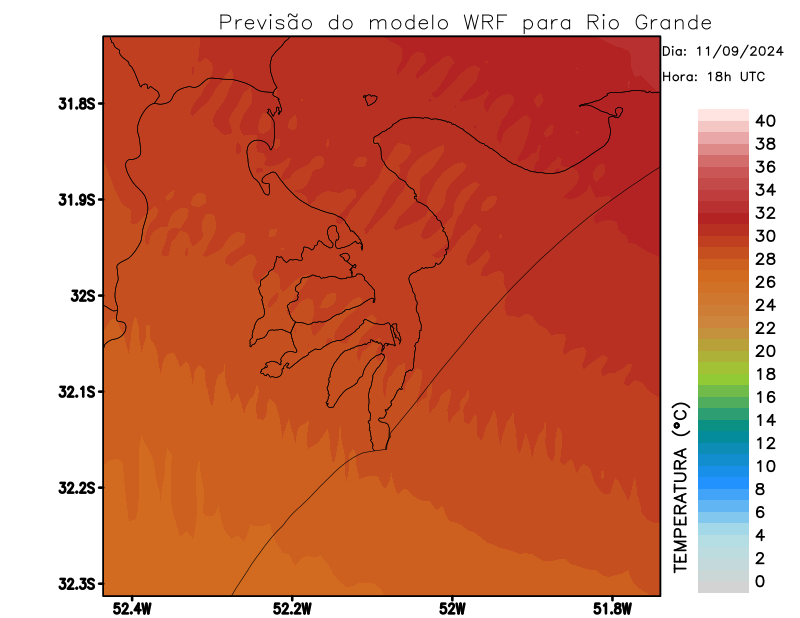 Previsão do modelo WRF para Rio Grande
Dia: 11/09/2024
Hora: 18h UTC
31.8S
31.9S
32S
32.1S
32.2S
32.3S
52.4W
52.2W
52W
51.8W
TEMPERATURA (°C)
40
38
36
34
32
30
28
26
24
22
20
18
16
14
12
10
8
6
4
2
0